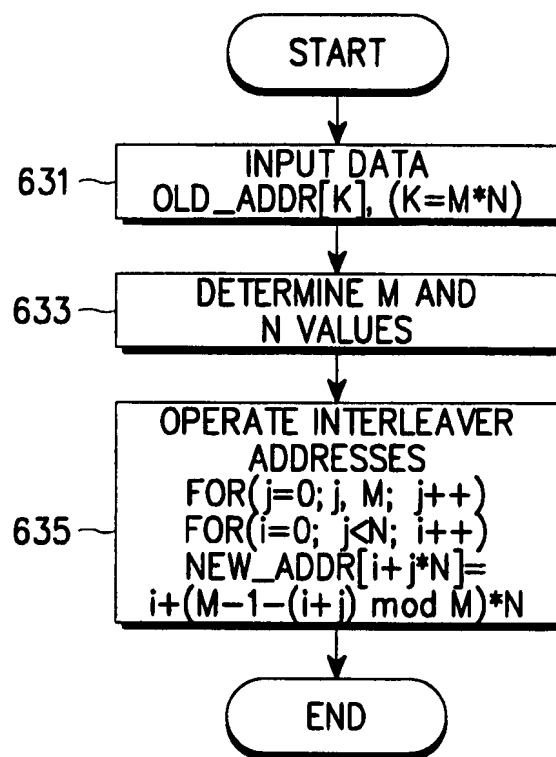 START
631
INPUT DATA
OLD_ADDR[K], (K=M*N)
633
DETERMINE M AND
N VALUES
635
OPERATE INTERLEAVER
ADDRESSES
FOR(j=0; j, M; j++)
FOR(i=0; j<N; i++)
NEW_ADDR[i+j*N]=
i+(M-1-(i+j) mod M)*N
END